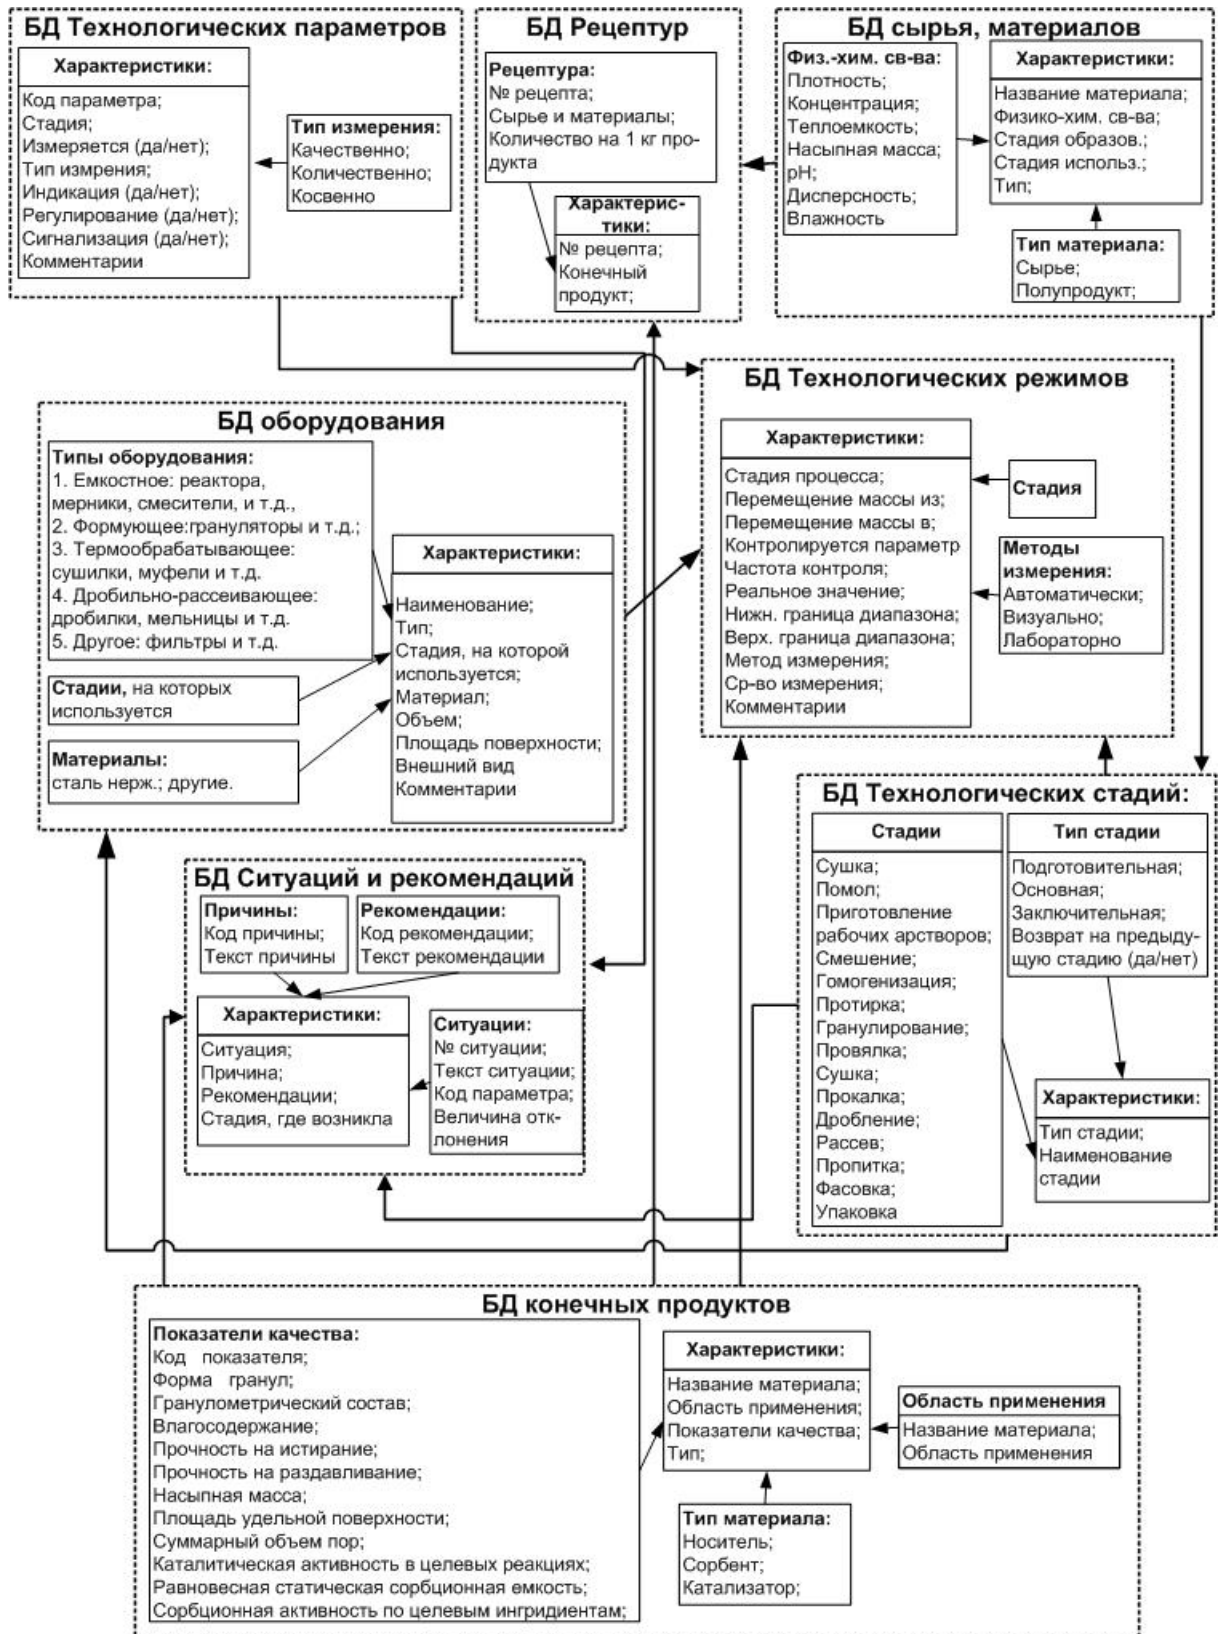 БД Технологических параметров
Характеристики:
Код параметра;
Стадия;
Измеряется (да/нет);
Тип измрения;
Индикация (да/нет);
Регулирование (да/нет);
Сигнализация (да/нет);
Комментарии
Тип измерения:
Качественно;
Количественно;
Косвенно
БД Рецептур
Рецептура:
№ рецепта;
Сырье и материалы;
Количество на 1 кг про-
дукта
Характерис-
тики:
№ рецепта;
Конечный
продукт;
БД сырья, материалов
Физ.-хим. св-ва:
Плотность;
Концентрация;
Теплоемкость;
Насыпная масса;
pH;
Дисперсность;
Влажность
Характеристики:
Название материала;
Физико-хим. св-ва;
Стадия образов.;
Стадия использ.;
Тип;
Тип материала:
Сырье;
Полупродукт;
БД оборудования
Типы оборудования:
1. Емкостное: реактора,
мерники, смесители, и т.д.,
2. Формующее:грануляторы и т.д.;
3. Термообрабатывающее:
сушилки, муфели и т.д.
4. Дробильно-рассеивающее:
дробилки, мельницы и т.д.
5. Другое: фильтры и т.д.
Стадии, на которых
используется
Материалы:
сталь нерж.; другие.
Характеристики:
Наименование;
Тип;
Стадия, на которой
используется;
Материал;
Объем;
Площадь поверхности;
Внешний вид
Комментарии
БД Технологических режимов
Характеристики:
Стадия процесса;
Перемещение массы из;
Перемещение массы в;
Контролируется параметр
Частота контроля;
Реальное значение;
Нижн. граница диапазона;
Верх. граница диапазона;
Метод измерения;
Ср-во измерения;
Комментарии
Стадия
Методы
измерения:
Автоматически;
Визуально;
Лабораторно
БД Ситуаций и рекомендаций
Причины:
Код причины;
Текст причины
Рекомендации:
Код рекомендации;
Текст рекомендации
Характеристики:
Ситуация;
Причина;
Рекомендации;
Стадия, где возникла
Ситуации:
№ ситуации;
Текст ситуации;
Код параметра;
Величина отк-
лонения
БД Технологических стадий:
Стадии
Сушка;
Помол;
Приготовление
рабочих арстворов;
Смешение;
Гомогенизация;
Протирка;
Гранулирование;
Провялка;
Сушка;
Прокалка;
Дробление;
Рассев;
Пропитка;
Фасовка;
Упаковка
Тип стадии
Подготовительная;
Основная;
Заключительная;
Возврат на предыду-
щую стадию (да/нет)
Характеристики:
Тип стадии;
Наименование
стадии
БД конечных продуктов
Показатели качества:
Код показателя;
Форма гранул;
Гранулометрический состав;
Влагосодержание;
Прочность на истирание;
Прочность на раздавливание;
Насыпная масса;
Площадь удельной поверхности;
Суммарный объем пор;
Каталитическая активность в целевых реакциях;
Равновесная статическая сорбционная емкость;
Сорбционная активность по целевым ингридиентам;
Характеристики:
Название материала;
Область применения;
Показатели качества;
Тип;
Область применения
Название материала;
Область применения
Тип материала:
Носитель;
Сорбент;
Катализатор;